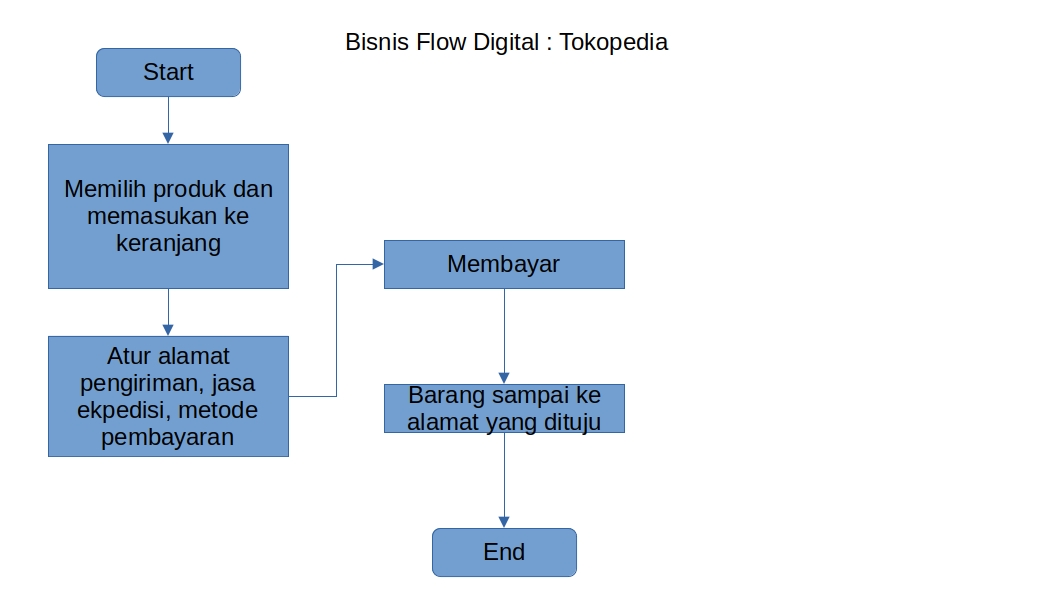 Bisnis Flow Digital : Tokopedia
Start
Memilih produk dan
memasukan ke
keranjang
Atur alamat
pengiriman, jasa
ekpedisi, metode
pembayaran
Membayar
Barang sampai ke
alamat yang dituju
End